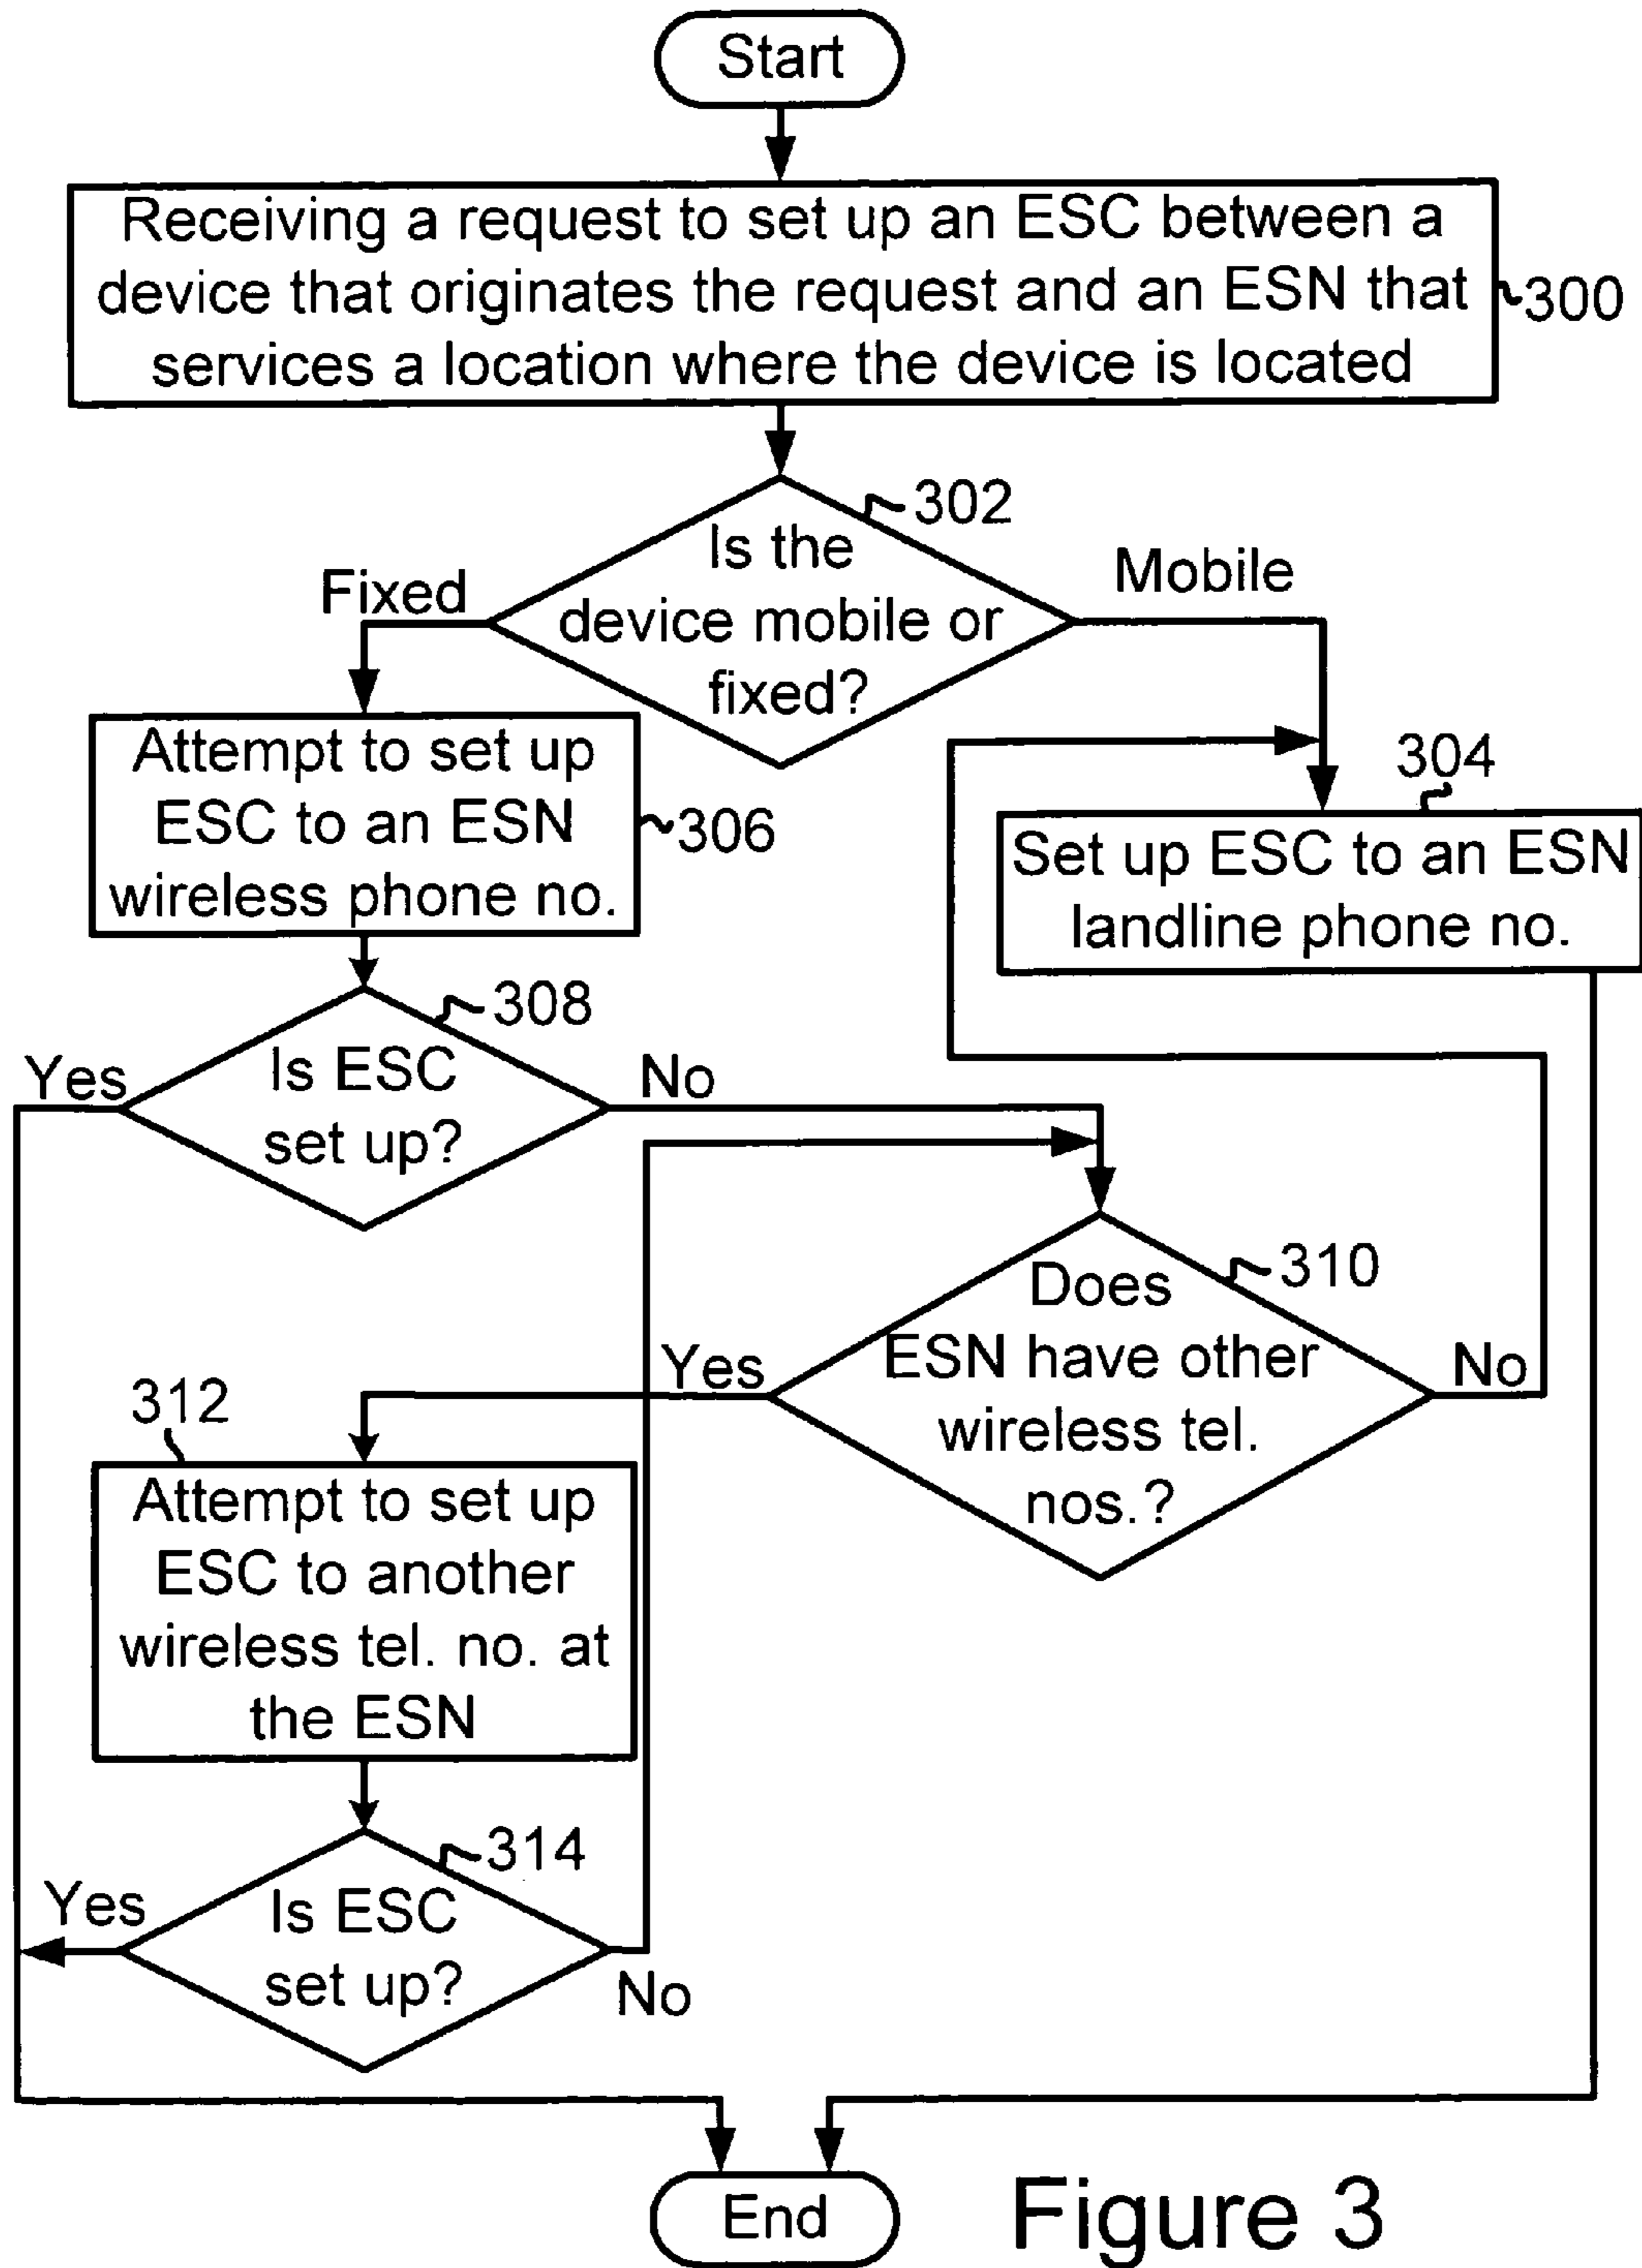 Start
Receiving a request to set up an ESC between a
device that originates the request and an ESN that
services a location where the device is located
300
302
Is the
device mobile or
fixed?
Fixed
Mobile
Attempt to set up
ESC to an ESN
wireless phone no.
306
304
Set up ESC to an ESN
landline phone no.
308
Is ESC
set up?
Yes
No
310
Does
ESN have other
wireless tel.
nos.?
Yes
No
312
Attempt to set up
ESC to another
wireless tel. no. at
the ESN
314
Is ESC
set up?
Yes
No
End
Figure 3